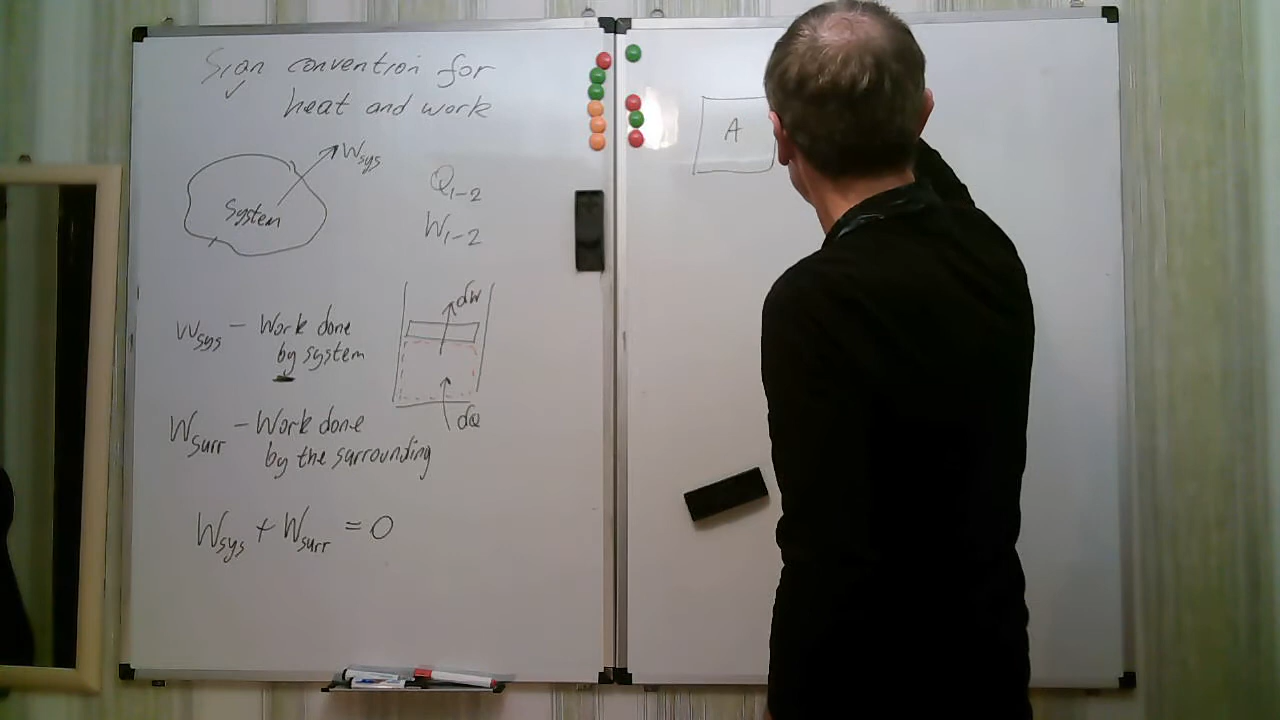 Sign convention for
heat and work
System
Wsys
Q1-2
W1-2
dW
dQ
Wsys - Work done
by system
Wsurr - Work done
by the surrounding
Wsys + Wsurr = 0
A